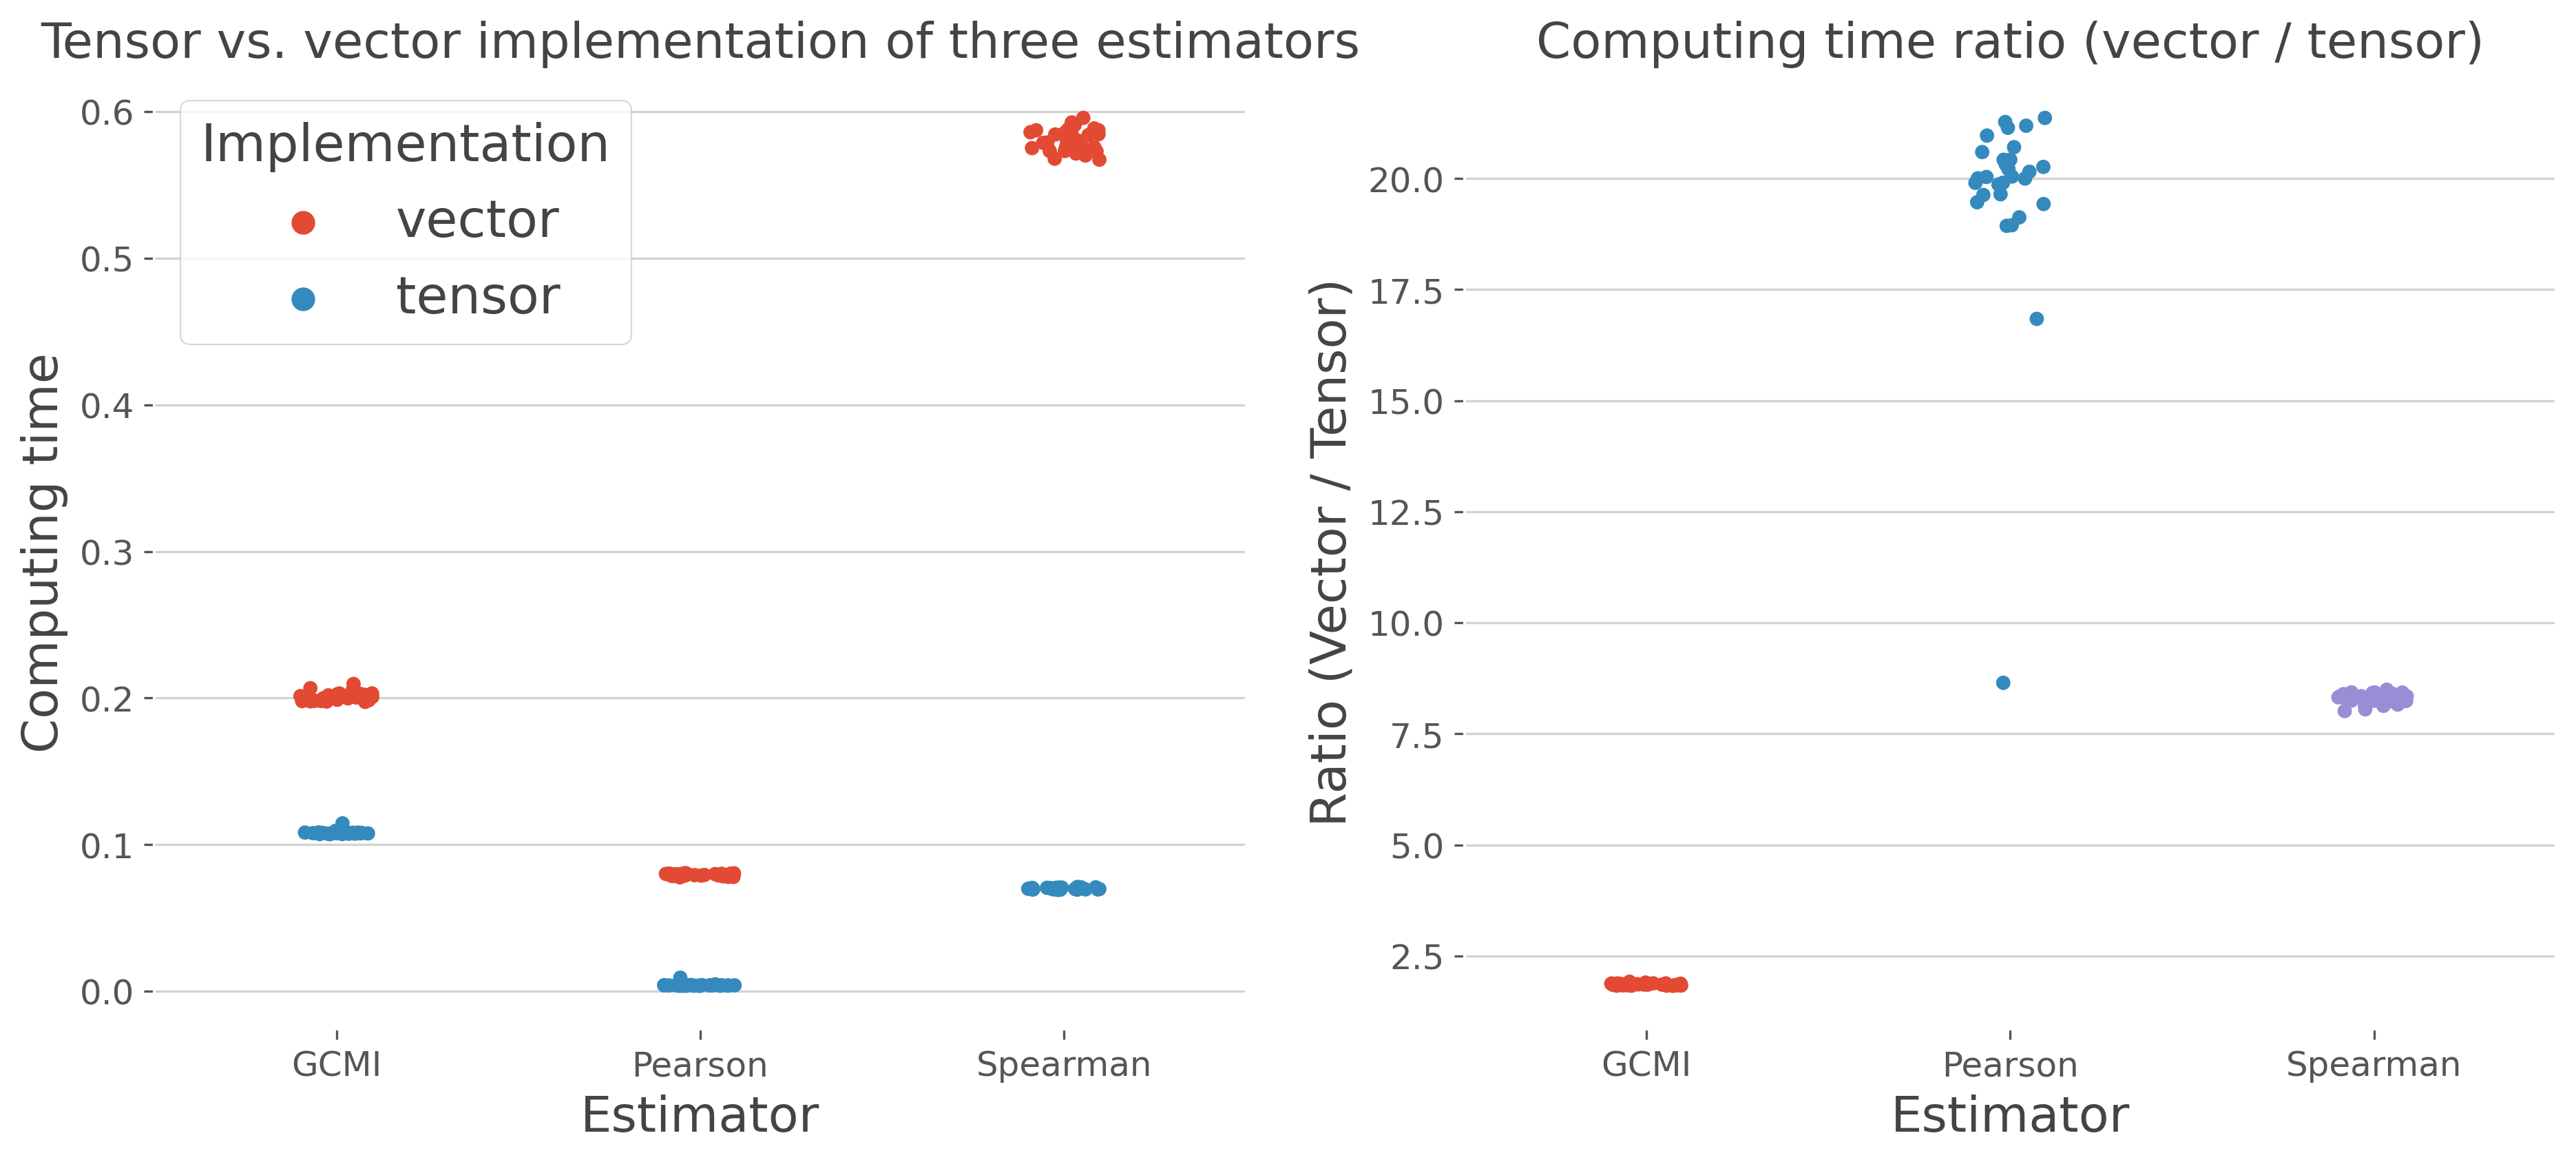 Tensor vs. vector implementation of three estimators
Implementation
vector
tensor
Computing time
0.6
0.5
0.4
0.3
0.2
0.1
0.0
GCMI
Pearson
Spearman
Estimator
Computing time ratio (vector / tensor)
Ratio (Vector / Tensor)
20.0
17.5
15.0
12.5
10.0
7.5
5.0
2.5
GCMI
Pearson
Spearman
Estimator